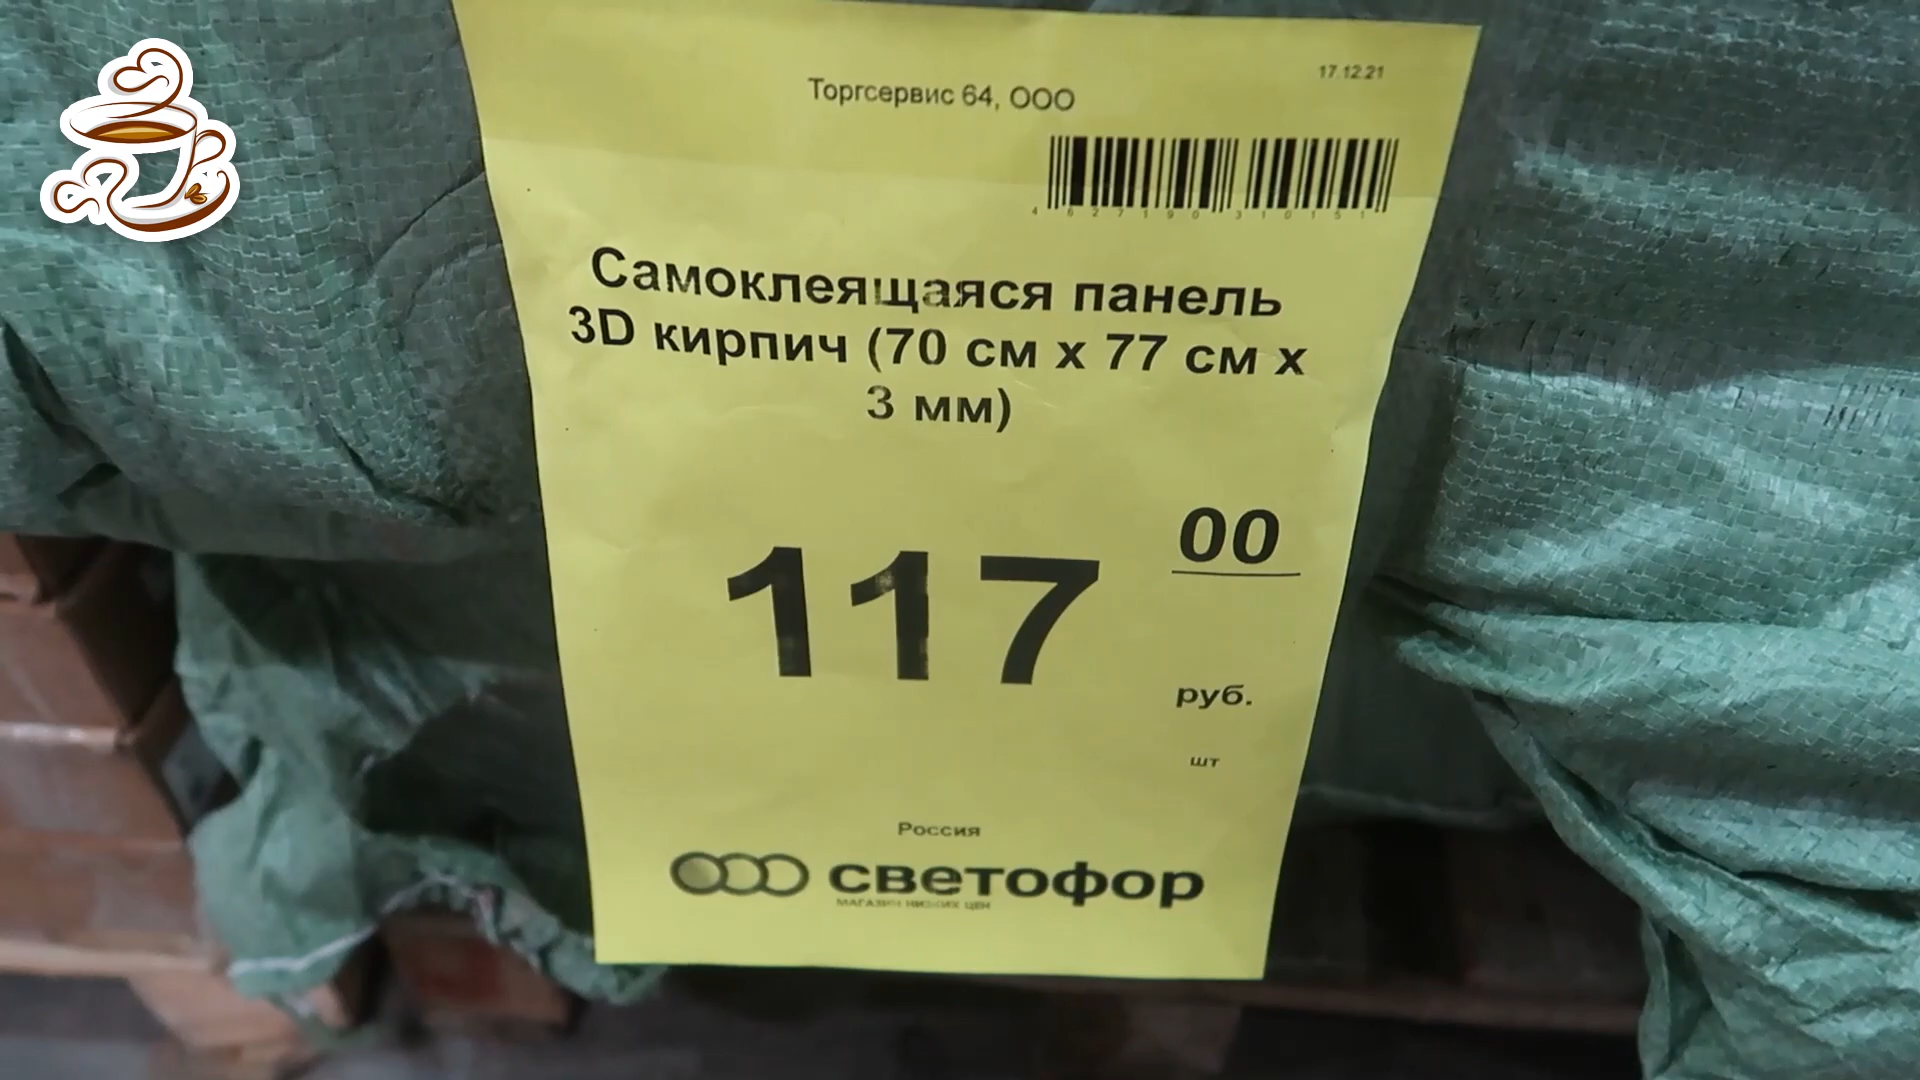 17.12.21
Торгсервис 64, ООО
4627190310151
Самоклеящаяся панель
3D кирпич (70 см х 77 см х
3 мм)
117 00
руб.
шт
Россия
светофор
МАГАЗИН НИЗКИХ ЦЕН